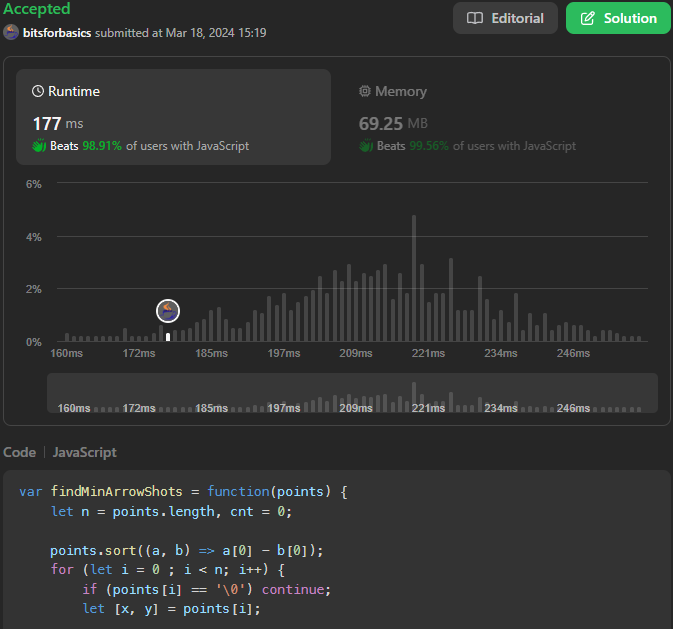 Accepted
Editorial
Solution
bitsforbasics submitted at Mar 18, 2024 15:19
Runtime
Memory
177 ms
69.25 MB
Beats 98.91% of users with JavaScript
Beats 99.56% of users with JavaScript
6%
4%
2%
0%
160ms 172ms 185ms 197ms 209ms 221ms 234ms 246ms
160ms 172ms 185ms 197ms 209ms 221ms 234ms 246ms
Code | JavaScript
var findMinArrowShots = function(points) {
    let n = points.length, cnt = 0;

    points.sort((a, b) => a[0] - b[0]);
    for (let i = 0 ; i < n; i++) {
        if (points[i] == '\0') continue;
        let [x, y] = points[i];